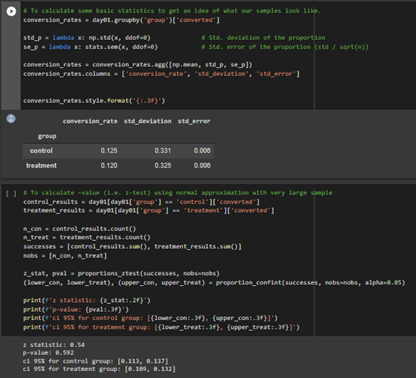 # To calculate some basic statistics to get an idea of what our samples look like.
conversion_rates = day01.groupby('group')['converted']
std_p = lambda x: np.std(x, ddof=0) # Std. deviation of the proportion
se_p = lambda x: stats.sem(x, ddof=0) # Std. error of the proportion (std / sqrt(n))
conversion_rates = conversion_rates.agg([np.mean, std_p, se_p])
conversion_rates.columns = ['conversion_rate', 'std_deviation', 'std_error']
conversion_rates.style.format('{:.3f}')
conversion_rate std_deviation std_error
group
control 0.125 0.331 0.006
treatment 0.120 0.325 0.006
[ ] # To calculate -value (i.e. z-test) using normal approximation with very large sample
control_results = day01[day01['group'] == 'control']['converted']
treatment_results = day01[day01['group'] == 'treatment']['converted']
n_con = control_results.count()
n_treat = treatment_results.count()
successes = [control_results.sum(), treatment_results.sum()]
nobs = [n_con, n_treat]
z_stat, pval = proportions_ztest(successes, nobs=nobs)
(lower_con, lower_treat), (upper_con, upper_treat) = proportion_confint(successes, nobs=nobs, alpha=0.05)
print(f'z statistic: {z_stat:.2f}')
print(f'p-value: {pval:.3f}')
print(f'ci 95% for control group: [{lower_con:.3f}, {upper_con:.3f}]')
print(f'ci 95% for treatment group: [{lower_treat:.3f}, {upper_treat:.3f}]')
z statistic: 0.54
p-value: 0.592
ci 95% for control group: [0.113, 0.137]
ci 95% for treatment group: [0.109, 0.132]